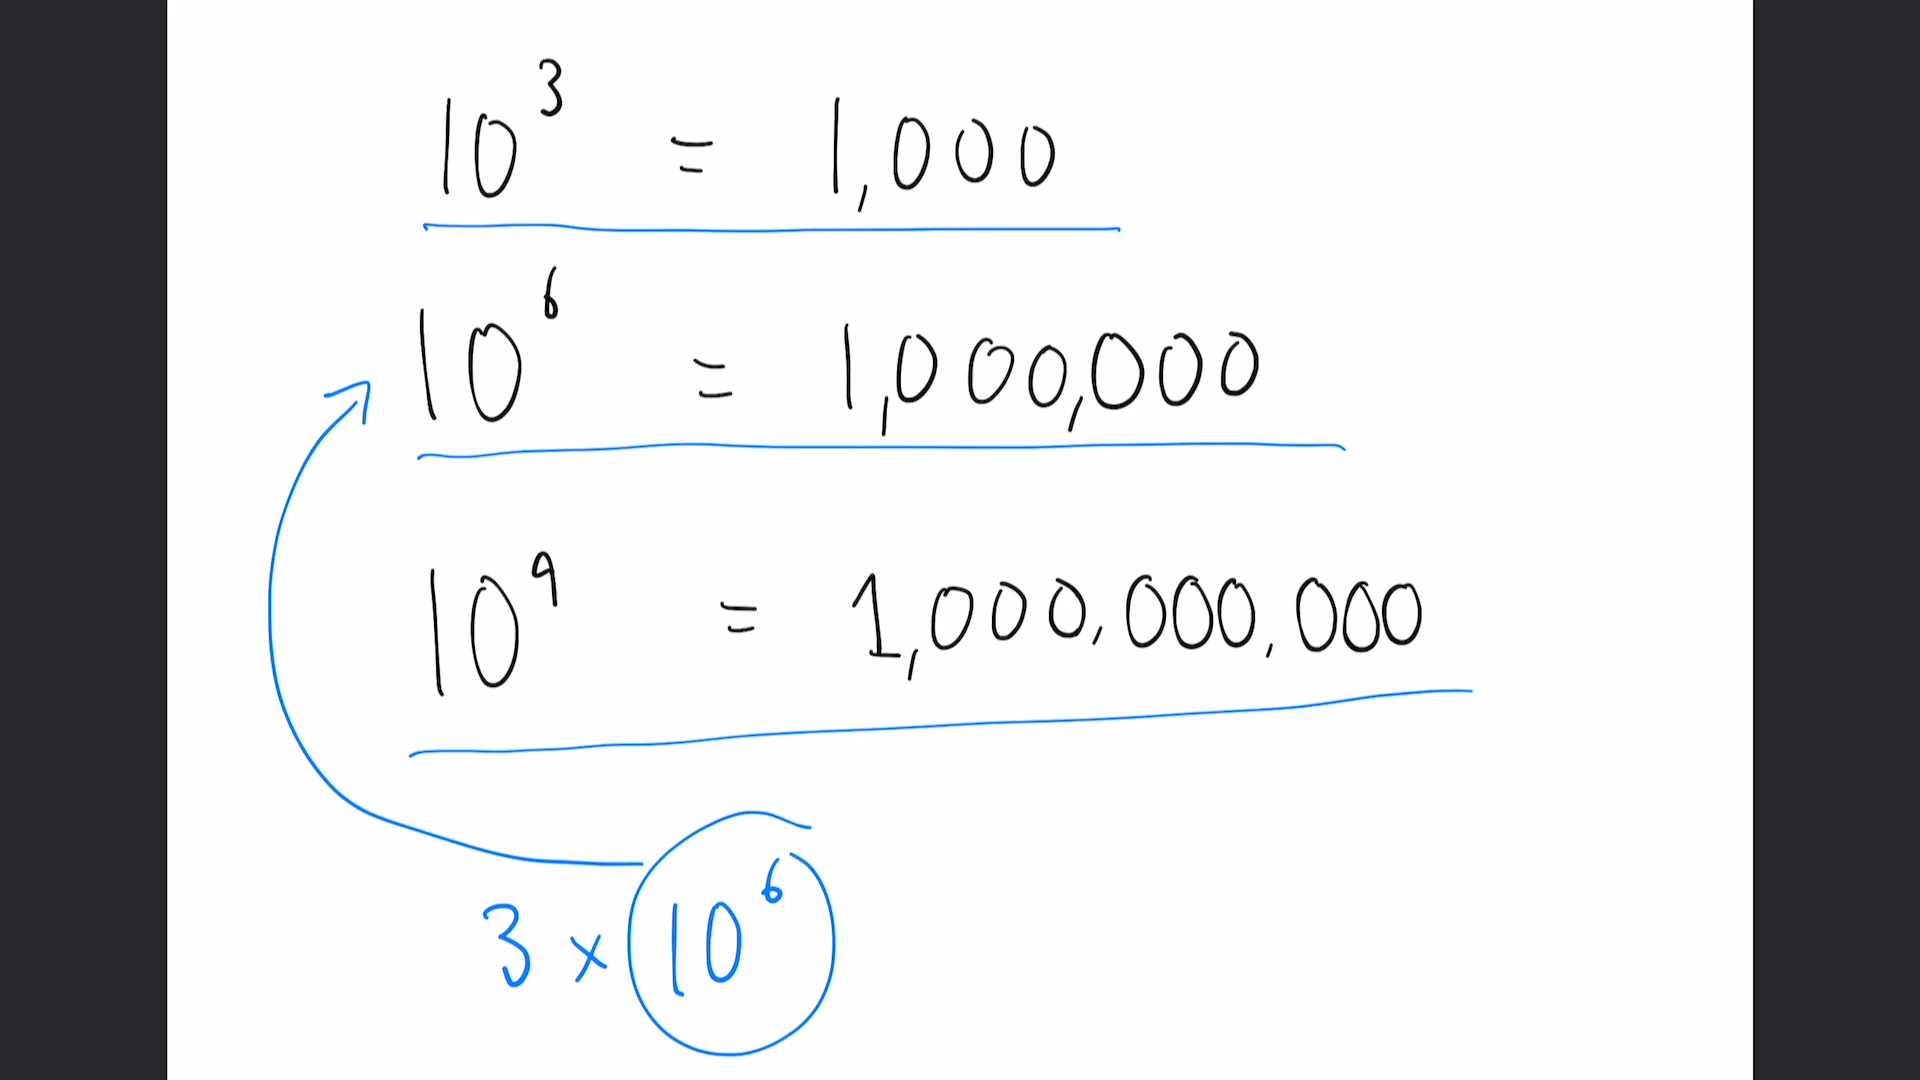 10³ = 1,000
10⁶ = 1,000,000
10⁹ = 1,000,000,000
3 × 10⁶